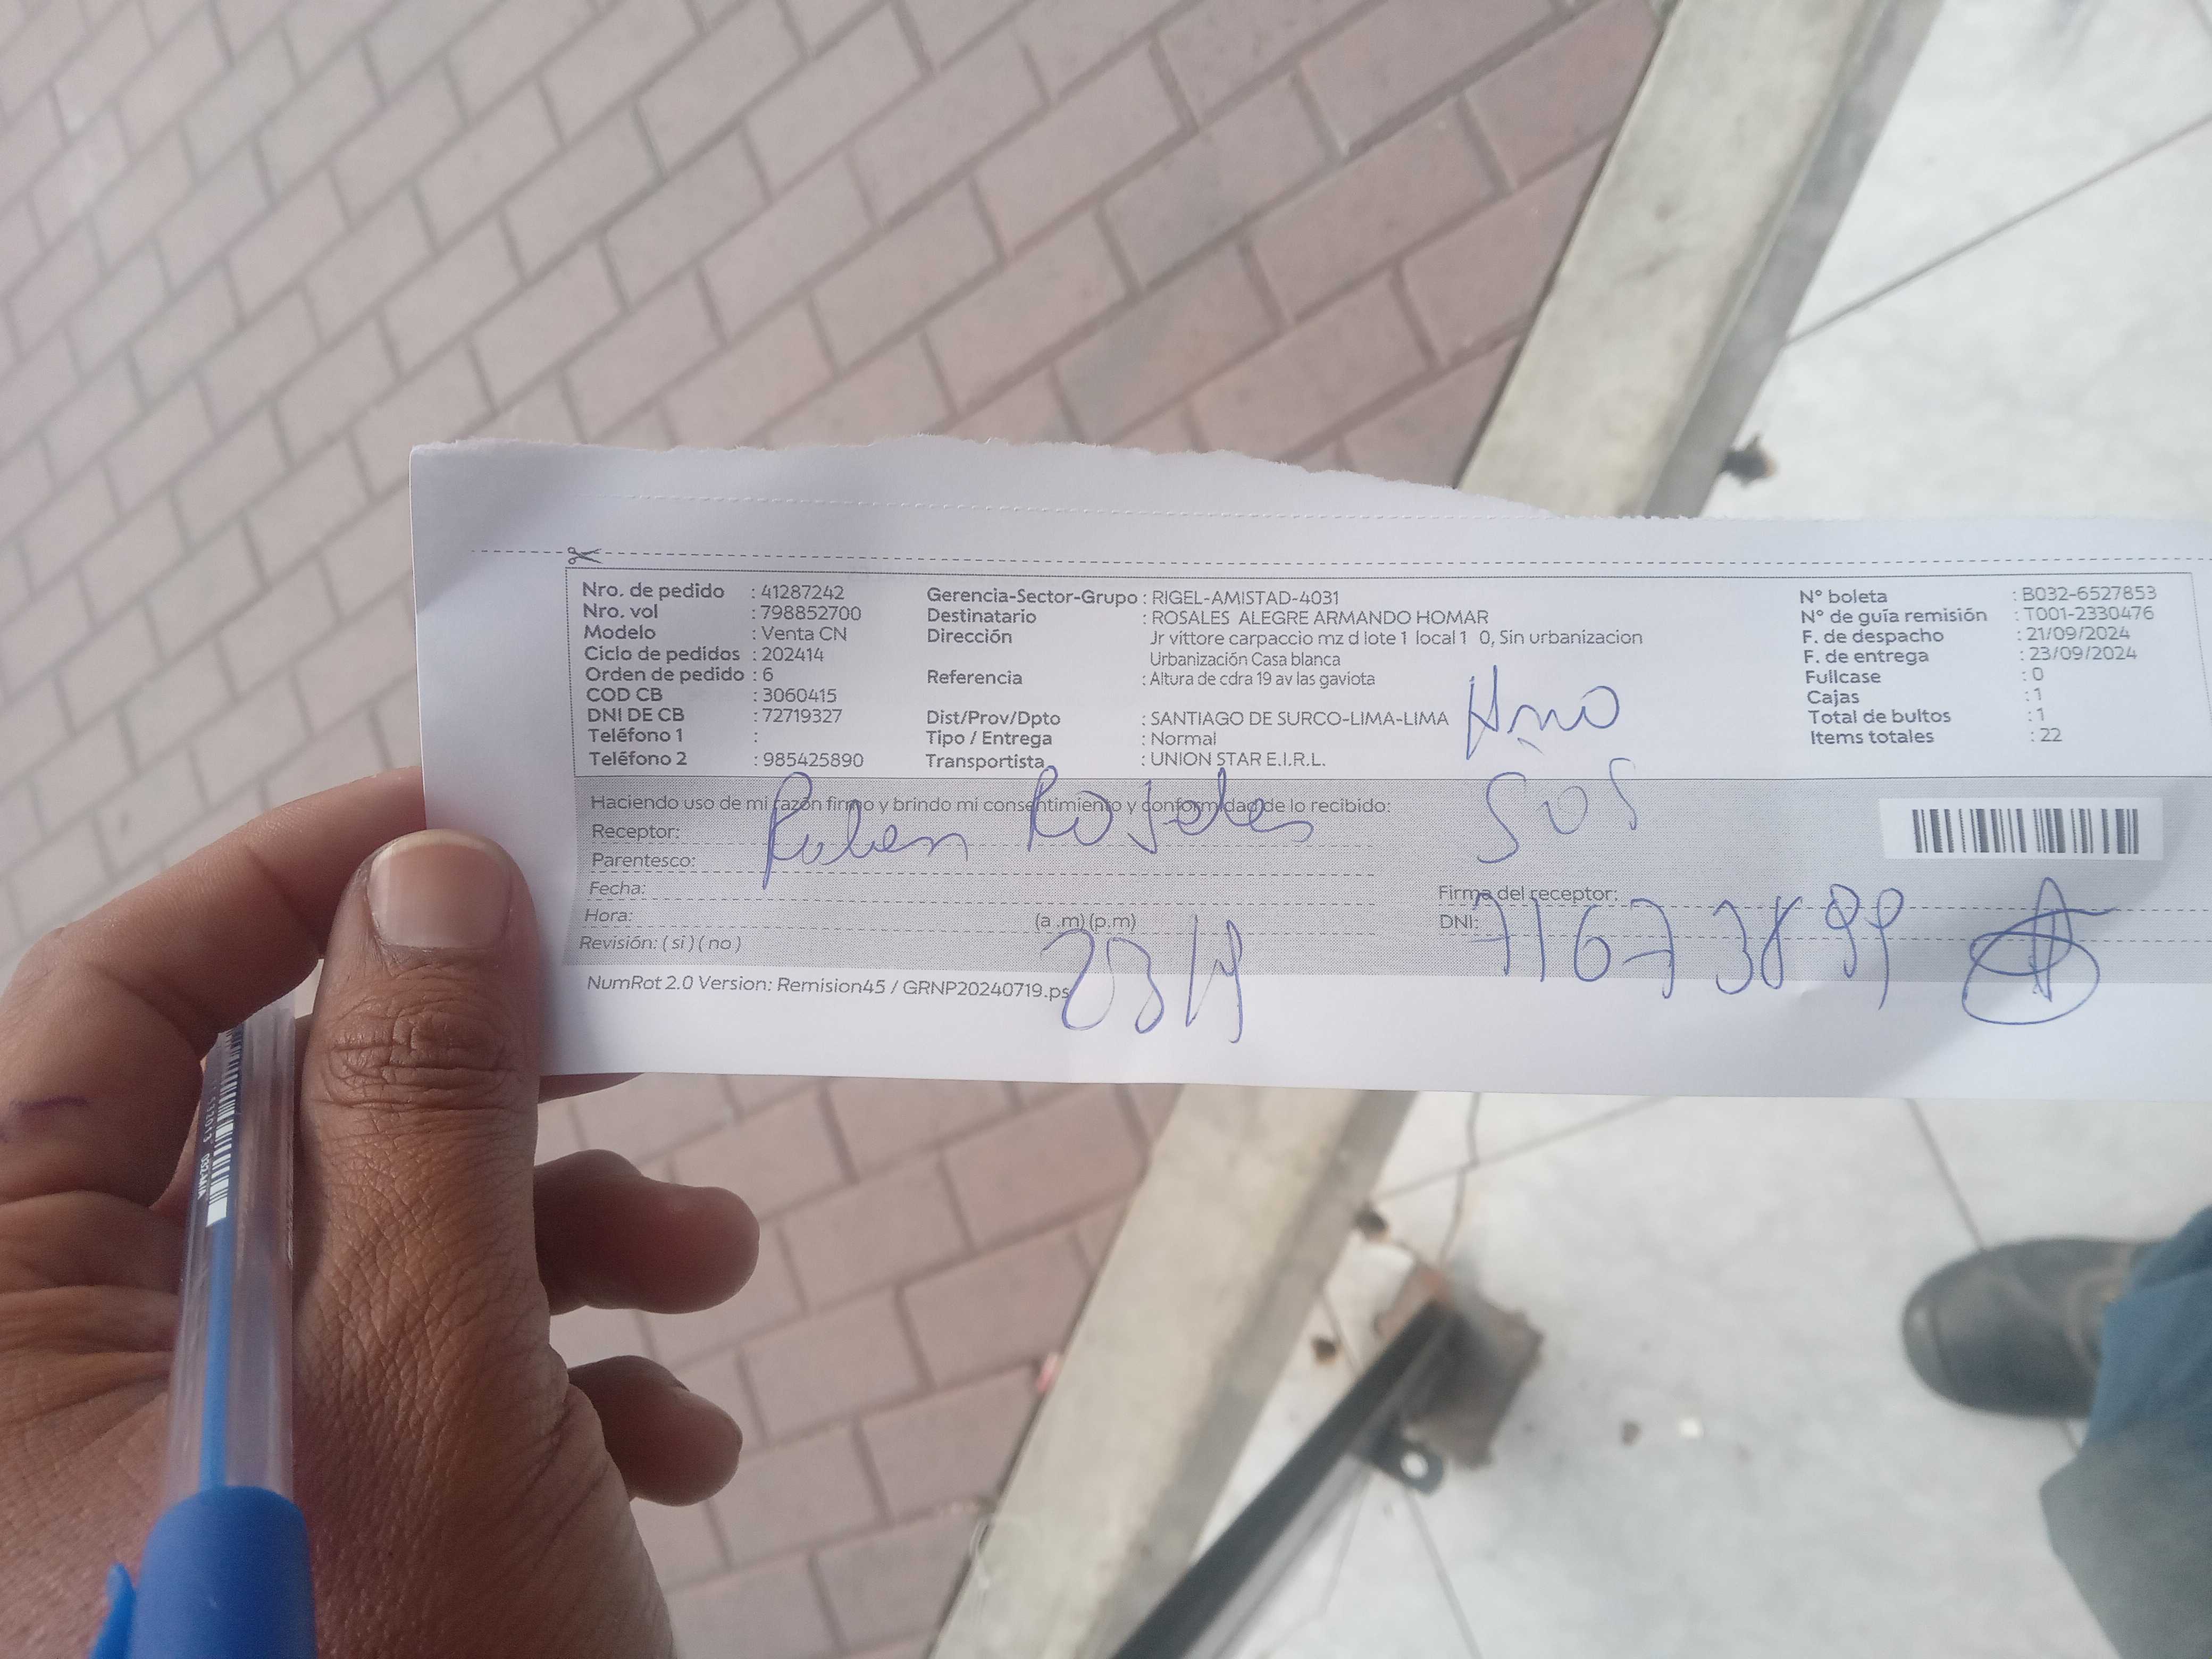 Nro. de pedido : 41287242
Nro. vol : 798852700
Modelo : Venta CN
Ciclo de pedidos : 202414
Orden de pedido : 6
COD CB : 3060415
DNI DE CB : 72719327
Teléfono 1 :
Teléfono 2 : 985425890
Gerencia-Sector-Grupo : RIGEL-AMISTAD-4031
Destinatario : ROSALES ALEGRE ARMANDO HOMAR
Dirección Jr vittore carpaccio mz d lote 1 local 1 0, Sin urbanizacion
Urbanización Casa blanca
Referencia : Altura de cdra 19 av las gaviota
Dist/Prov/Dpto : SANTIAGO DE SURCO-LIMA-LIMA
Tipo / Entrega : Normal
Transportista : UNION STAR E.I.R.L.
N° boleta : B032-6527853
N° de guía remisión : T001-2330476
F. de despacho : 21/09/2024
F. de entrega : 23/09/2024
Fullcase : 0
Cajas : 1
Total de bultos : 1
Items totales : 22
Hno
Haciendo uso de mi razón firmo y brindo mi consentimiento y conformidad de lo recibido:
Receptor: Ruben Rosales
SOS
Parentesco:
Fecha:
Hora: (a .m) (p.m)
Revisión: ( si ) ( no )
Firma del receptor:
DNI: 71673899
NumRot 2.0 Version: Remision45 / GRNP20240719.ps